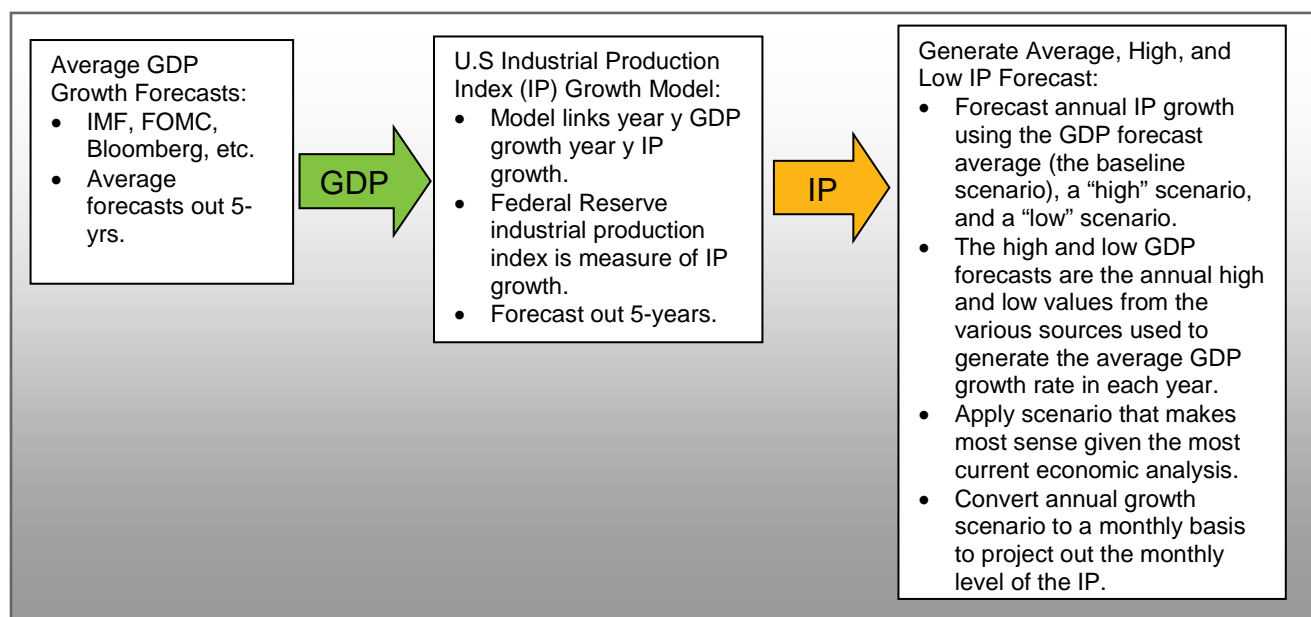 Average GDP
Growth Forecasts:
• IMF, FOMC,
Bloomberg, etc.
• Average
forecasts out 5-
yrs.
GDP
U.S Industrial Production
Index (IP) Growth Model:
• Model links year y GDP
growth year y IP
growth.
• Federal Reserve
industrial production
index is measure of IP
growth.
• Forecast out 5-years.
IP
Generate Average, High, and
Low IP Forecast:
• Forecast annual IP growth
using the GDP forecast
average (the baseline
scenario), a “high” scenario,
and a “low” scenario.
• The high and low GDP
forecasts are the annual high
and low values from the
various sources used to
generate the average GDP
growth rate in each year.
• Apply scenario that makes
most sense given the most
current economic analysis.
• Convert annual growth
scenario to a monthly basis
to project out the monthly
level of the IP.